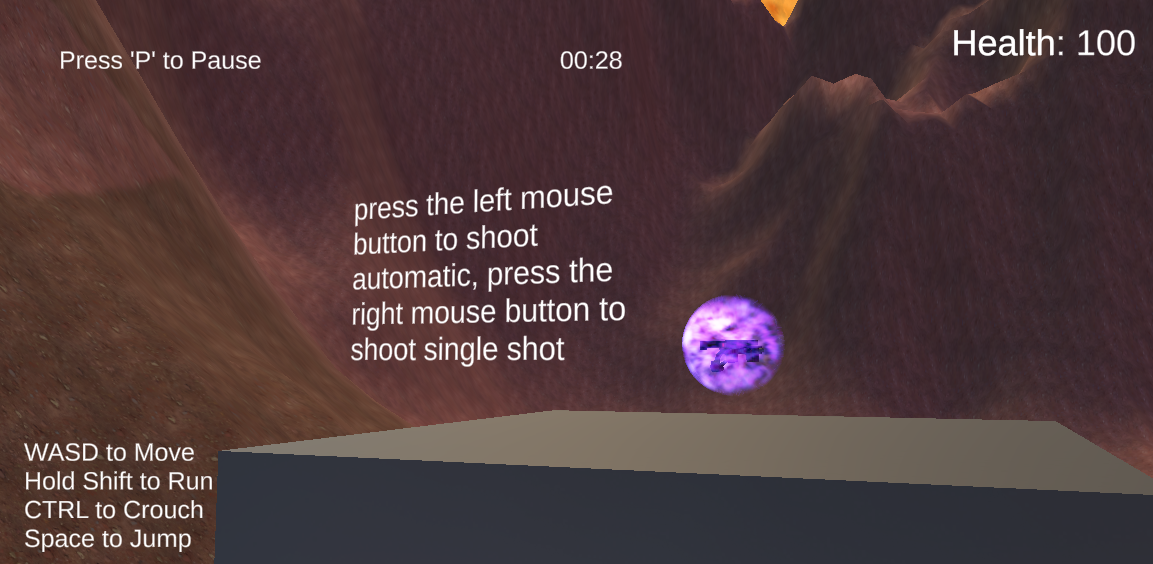 Press 'P' to Pause
00:28
Health: 100
press the left mouse
button to shoot
automatic, press the
right mouse button to
shoot single shot
WASD to Move
Hold Shift to Run
CTRL to Crouch
Space to Jump